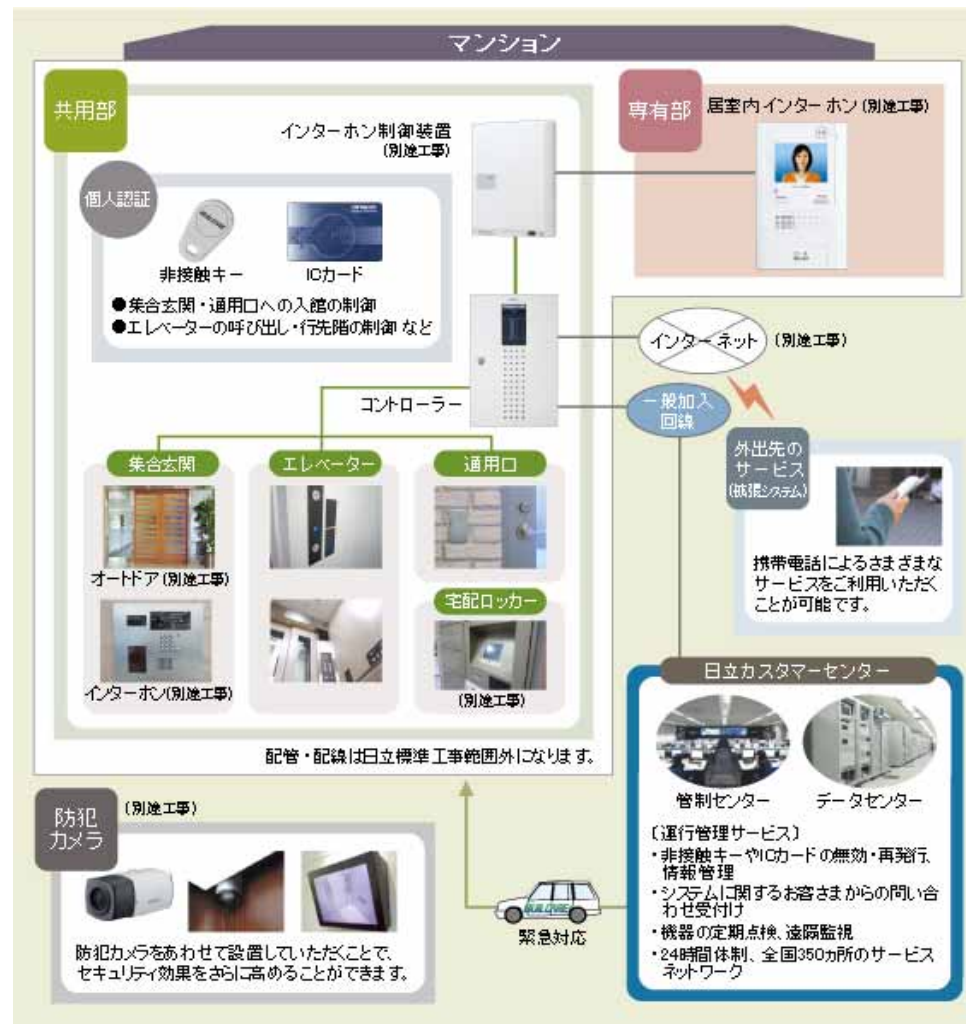 マンション
共用部
インターホン制御装置
(別途工事)
個人認証
非接触キー
ICカード
●集合玄関・通用口への入館の制御
●エレベーターの呼び出し・行先階の制御 など
専有部
居室内インターホン(別途工事)
コントローラー
インターネット
(別途工事)
一般加入
回線
外出先の
サービス
(拡張システム)
携帯電話によるさまざまな
サービスをご利用いただく
ことが可能です。
集合玄関
オートドア(別途工事)
インターホン(別途工事)
エレベーター
通用口
宅配ロッカー
(別途工事)
配管・配線は日立標準工事範囲外になります。
日立カスタマーセンター
管制センター
データセンター
〔運行管理サービス〕
・非接触キーやICカードの無効・再発行、
情報管理
・システムに関するお客さまからの問い合
わせ受付け
・機器の定期点検、遠隔監視
・24時間体制、全国350カ所のサービス
ネットワーク
防犯
カメラ
(別途工事)
防犯カメラをあわせて設置していただくことで、
セキュリティ効果をさらに高めることができます。
BUILCARE
緊急対応